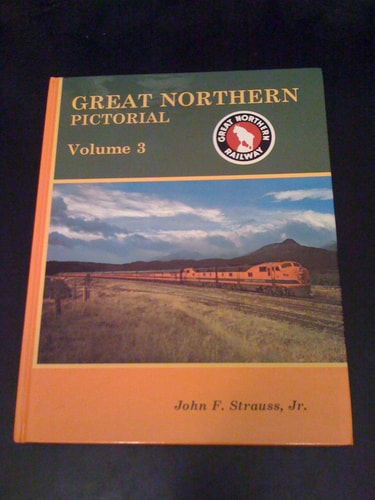 GREAT NORTHERN
PICTORIAL
Volume 3
GREAT NORTHERN
RAILWAY
John F. Strauss, Jr.